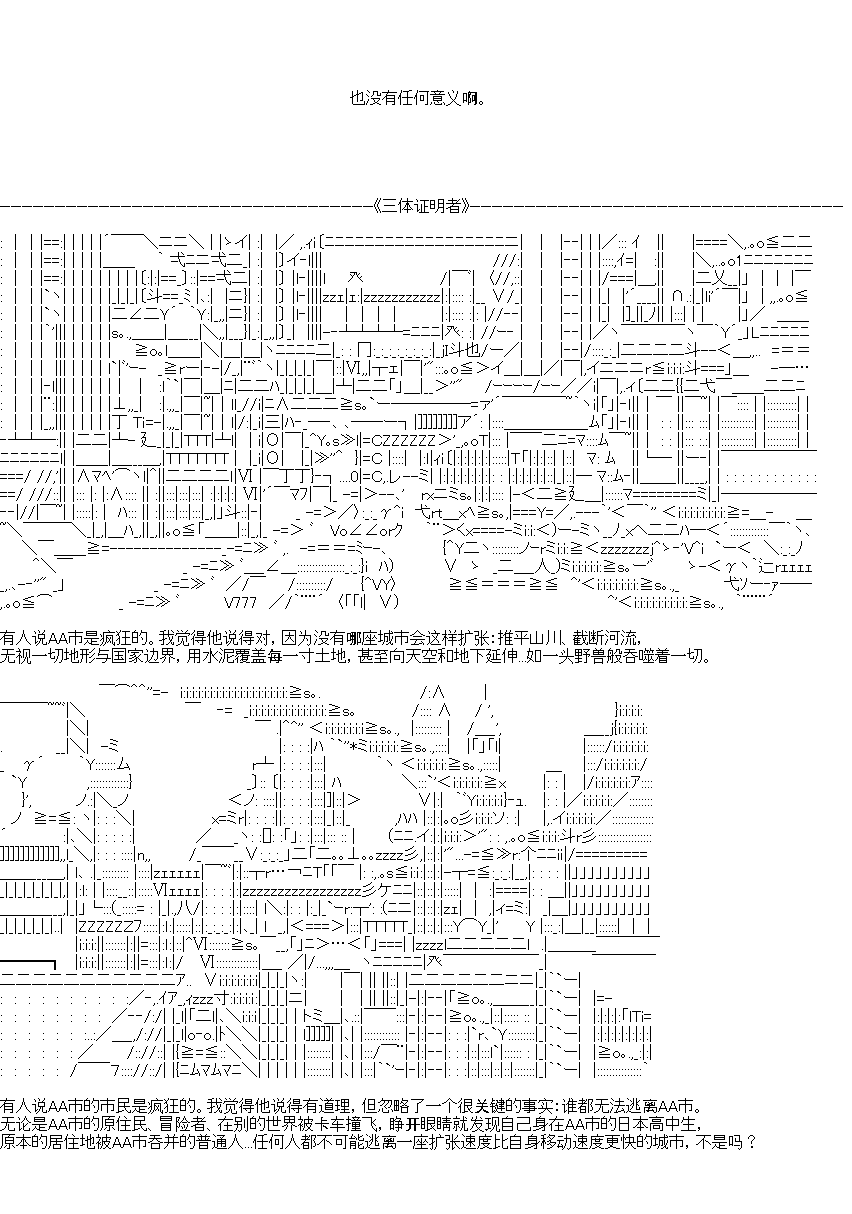 也没有任何意义啊。
《三体证明者》
有人说AA市是疯狂的。我觉得他说得对，因为没有哪座城市会这样扩张：推平山川、截断河流，
无视一切地形与国家边界，用水泥覆盖每一寸土地，甚至向天空和地下延伸…如一头野兽般吞噬着一切。
有人说AA市的市民是疯狂的。我觉得他说得有道理，但忽略了一个很关键的事实：谁都无法逃离AA市。
无论是AA市的原住民、冒险者、在别的世界被卡车撞飞，睁开眼睛就发现自己身在AA市的日本高中生，
原本的居住地被AA市吞并的普通人…任何人都不可能逃离一座扩张速度比自身移动速度更快的城市，不是吗？